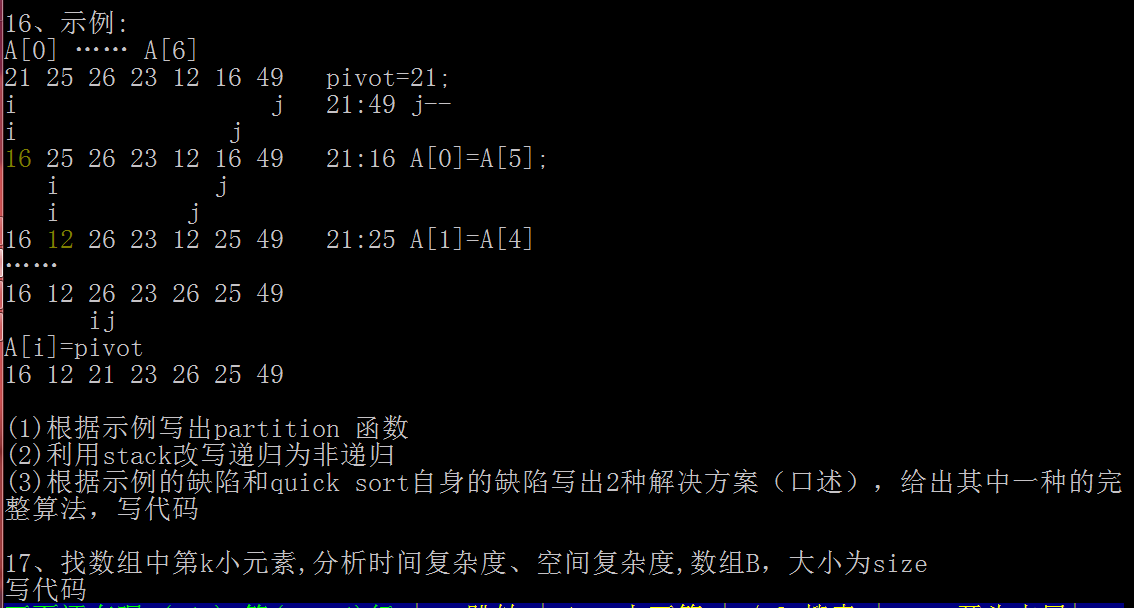 16、示例:
A[0] …… A[6]
21 25 26 23 12 16 49 pivot=21;
i j 21:49 j--
i j
16 25 26 23 12 16 49 21:16 A[0]=A[5];
i j
i j
16 12 26 23 12 25 49 21:25 A[1]=A[4]
……
16 12 26 23 26 25 49
ij
A[i]=pivot
16 12 21 23 26 25 49
(1)根据示例写出partition 函数
(2)利用stack改写递归为非递归
(3)根据示例的缺陷和quick sort自身的缺陷写出2种解决方案（口述），给出其中一种的完
整算法，写代码
17、找数组中第k小元素,分析时间复杂度、空间复杂度,数组B，大小为size
写代码